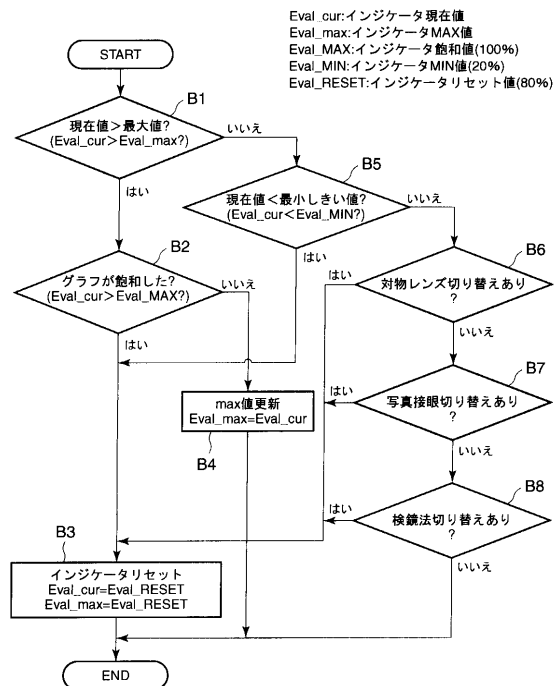 Eval_cur:インジケータ現在値
Eval_max:インジケータMAX値
Eval_MAX:インジケータ飽和値(100%)
Eval_MIN:インジケータMIN値(20%)
Eval_RESET:インジケータリセット値(80%)
START
B1
現在値>最大値?
(Eval_cur>Eval_max?)
いいえ
はい
B5
現在値<最小しきい値?
(Eval_cur<Eval_MIN?)
いいえ
はい
B2
グラフが飽和した?
(Eval_cur>Eval_MAX?)
いいえ
はい
B6
対物レンズ切り替えあり
?
はい
いいえ
B7
写真接眼切り替えあり
?
はい
いいえ
max値更新
Eval_max=Eval_cur
B4
B8
検鏡法切り替えあり
?
はい
いいえ
B3
インジケータリセット
Eval_cur=Eval_RESET
Eval_max=Eval_RESET
END